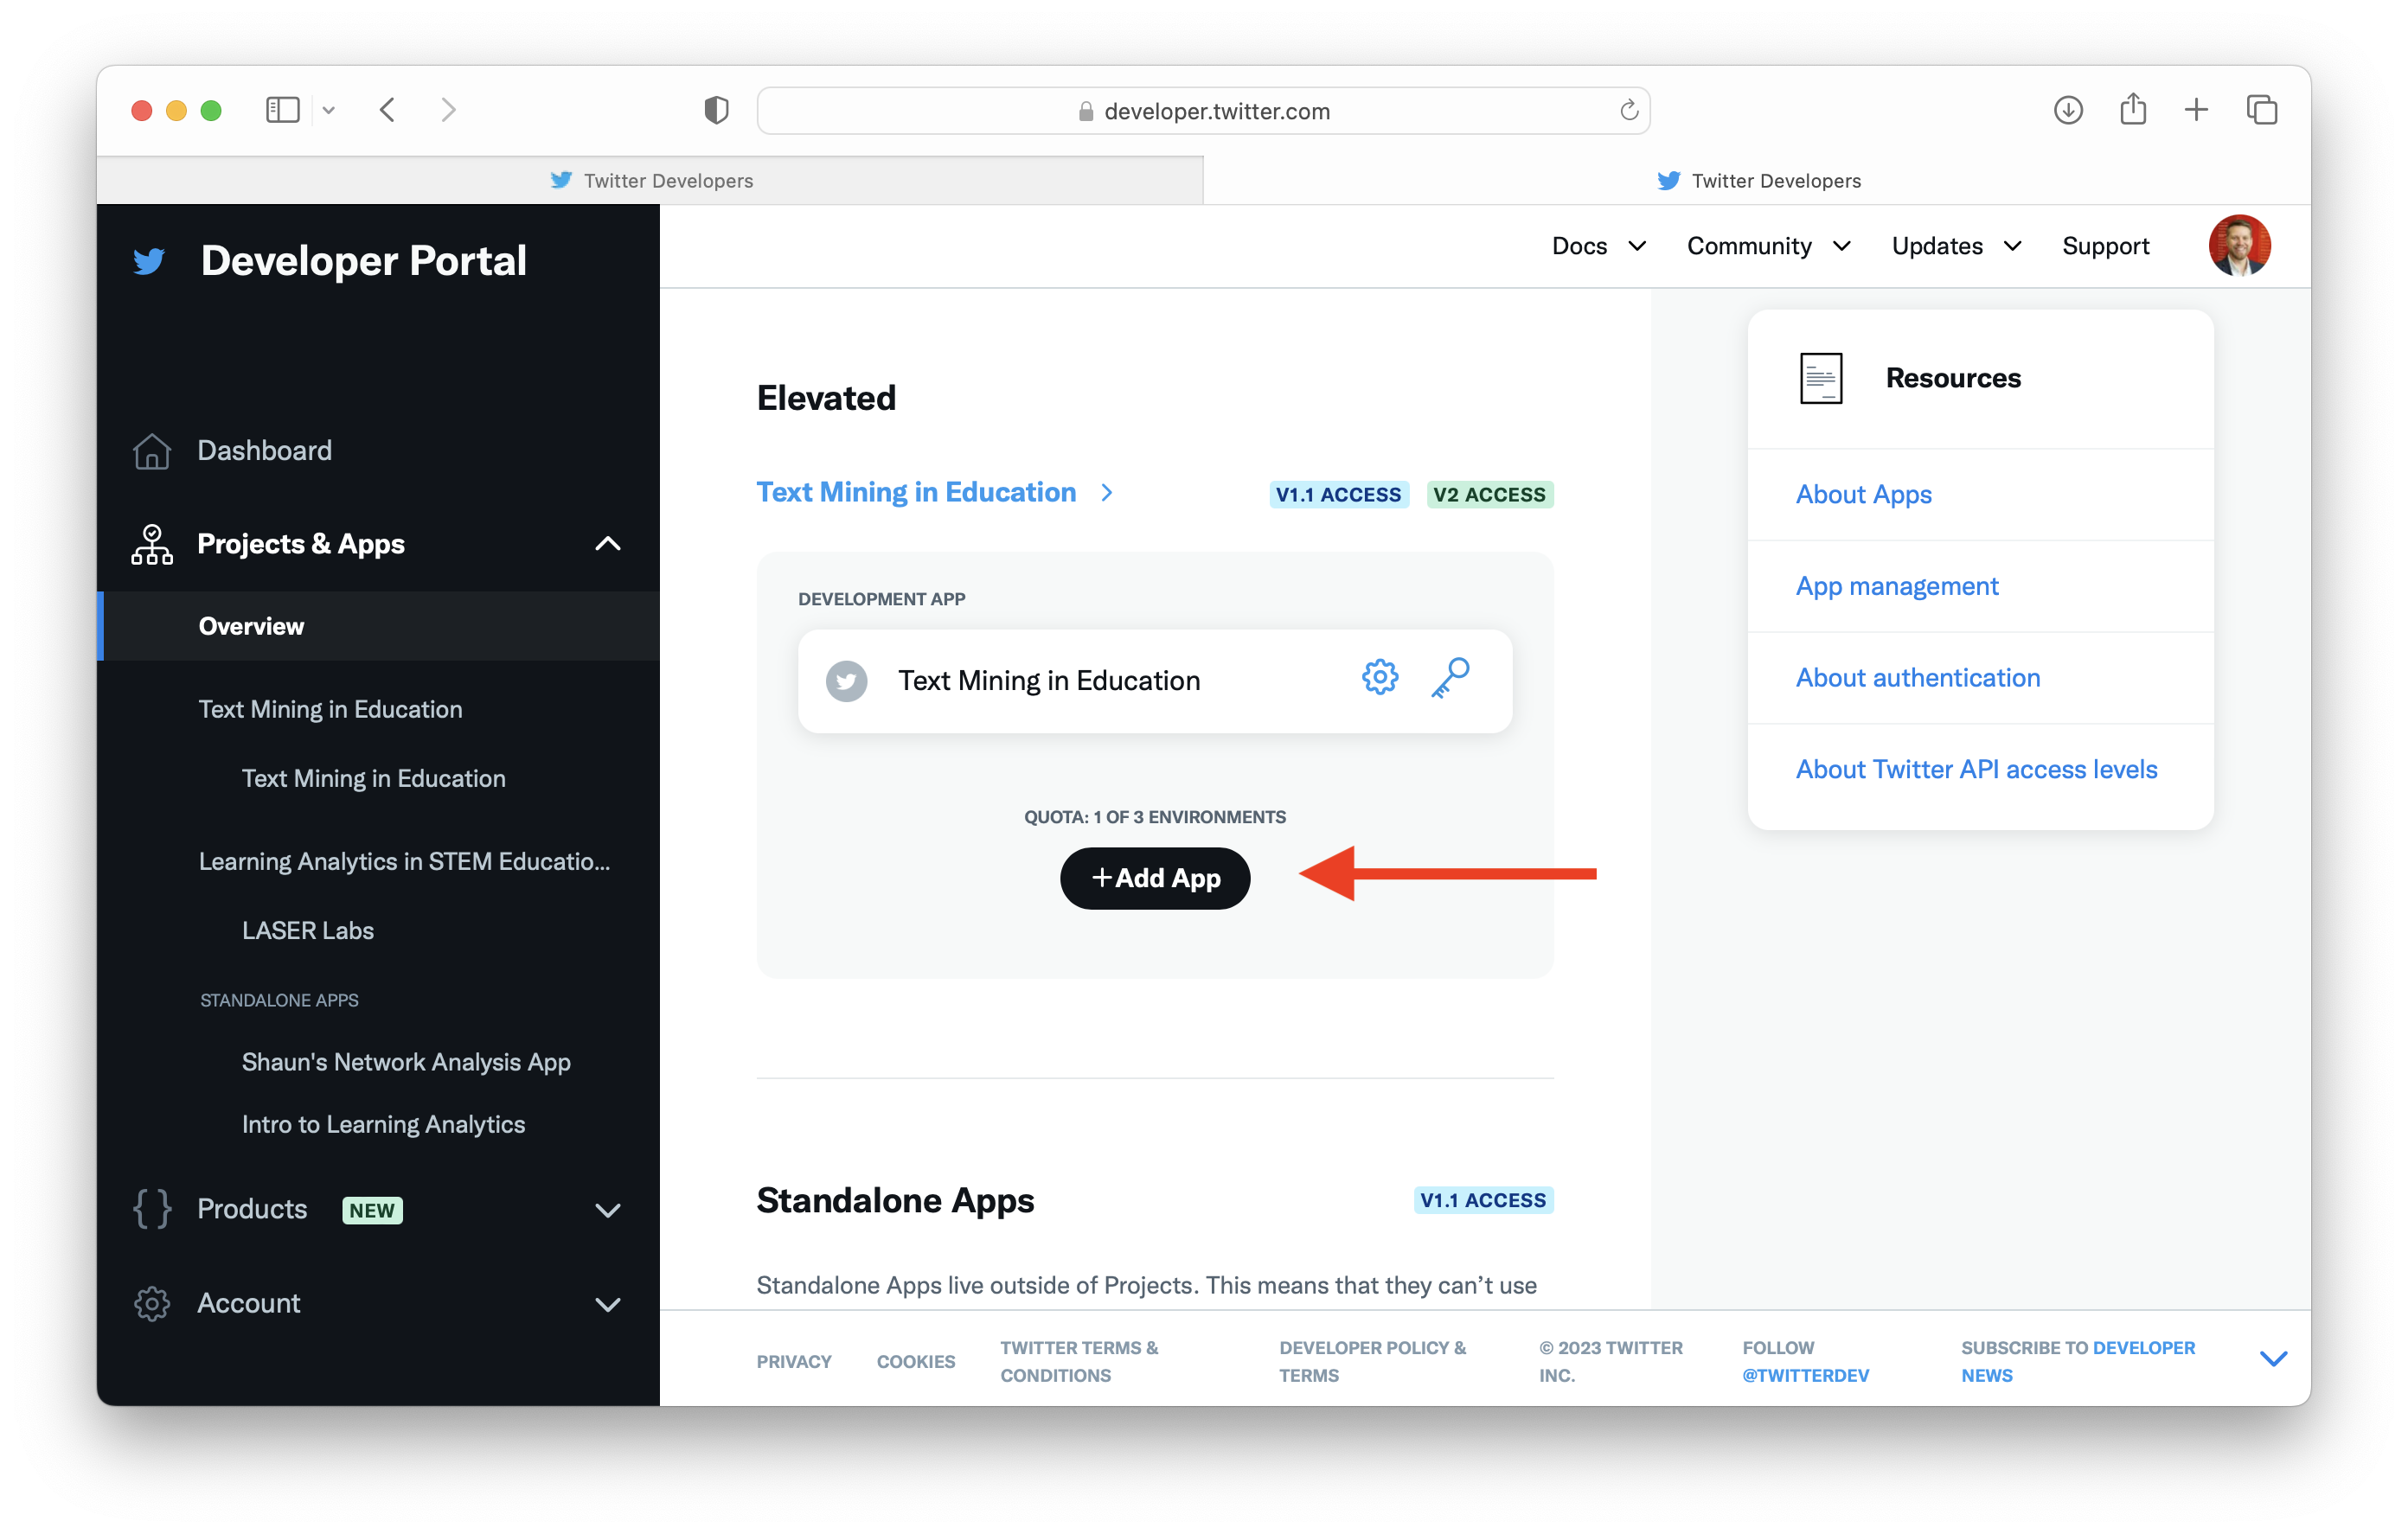 developer.twitter.com
Twitter Developers
Twitter Developers
Developer Portal
Docs
Community
Updates
Support
Dashboard
Projects & Apps
Overview
Text Mining in Education
Text Mining in Education
Learning Analytics in STEM Educatio...
LASER Labs
STANDALONE APPS
Shaun's Network Analysis App
Intro to Learning Analytics
Products NEW
Account
Elevated
Text Mining in Education
V1.1 ACCESS
V2 ACCESS
DEVELOPMENT APP
Text Mining in Education
QUOTA: 1 OF 3 ENVIRONMENTS
+Add App
Standalone Apps
V1.1 ACCESS
Standalone Apps live outside of Projects. This means that they can’t use
Resources
About Apps
App management
About authentication
About Twitter API access levels
PRIVACY
COOKIES
TWITTER TERMS &
CONDITIONS
DEVELOPER POLICY &
TERMS
© 2023 TWITTER
INC.
FOLLOW
@TWITTERDEV
SUBSCRIBE TO DEVELOPER
NEWS